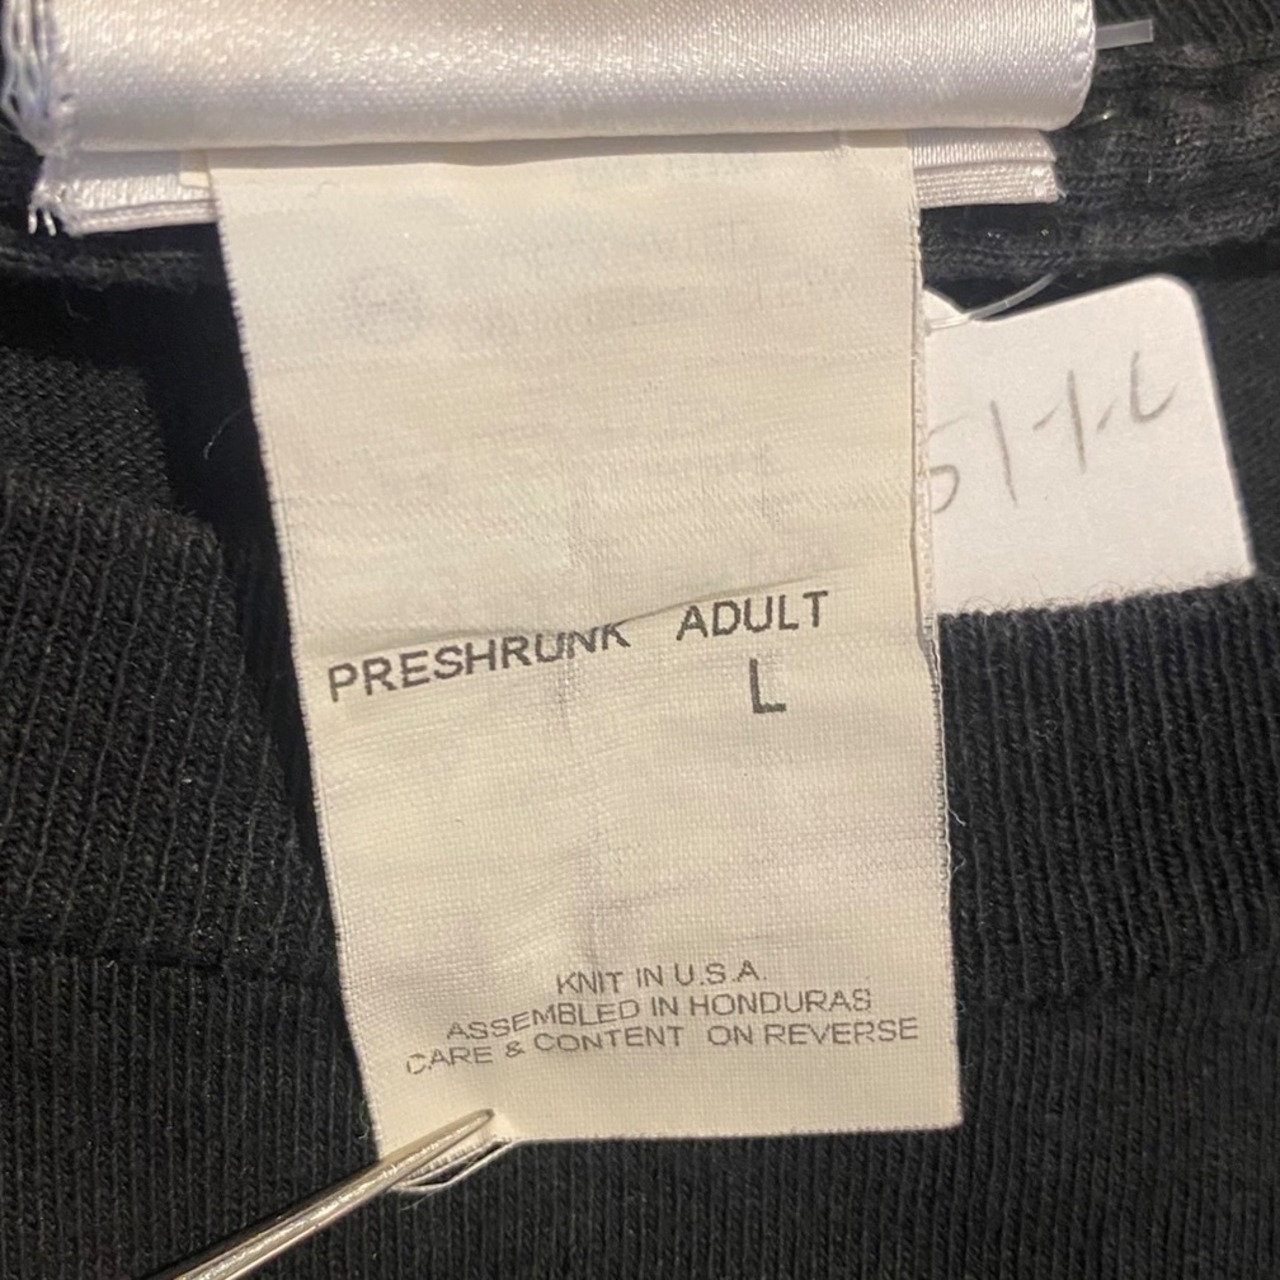 PRESHRUNK ADULT
L
KNIT IN U.S.A.
ASSEMBLED IN HONDURAS
CARE & CONTENT ON REVERSE